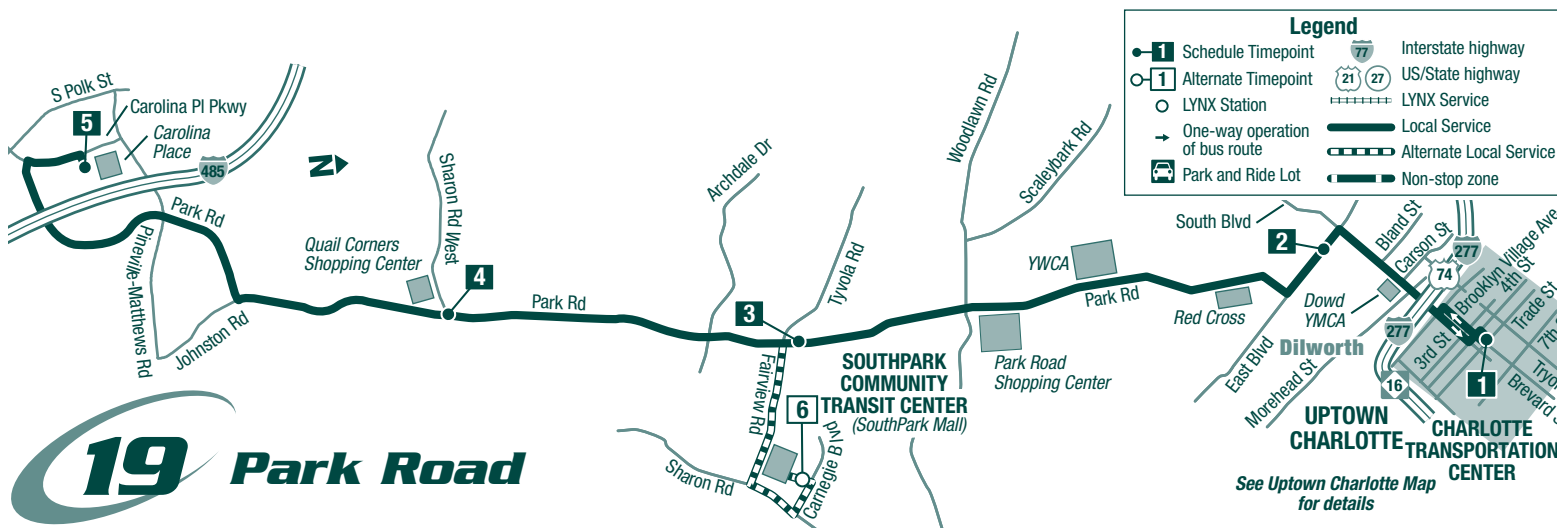 S Polk St
Carolina Pl Pkwy
5
Carolina
Place
485
N
Park Rd
Pineville-Matthews Rd
Johnston Rd
Quail Corners
Shopping Center
Sharon Rd West
4
Park Rd
Archdale Dr
3
Tyvola Rd
Fairview Rd
Sharon Rd
6
Carnegie Blvd
SOUTHPARK
COMMUNITY
TRANSIT CENTER
(SouthPark Mall)
Woodlawn Rd
Scaleybark Rd
YWCA
Park Rd
Park Road
Shopping Center
Red Cross
East Blvd
South Blvd
2
Dowd
YMCA
Dilworth
Morehead St
Bland St
Carson St
74
277
277
16
Brooklyn Village Ave
4th St
3rd St
Trade St
7th
Tryon
Brevard S
1
UPTOWN
CHARLOTTE
CHARLOTTE
TRANSPORTATION
CENTER
See Uptown Charlotte Map
for details
Legend
1 Schedule Timepoint
1 Alternate Timepoint
LYNX Station
One-way operation
of bus route
Park and Ride Lot
77 Interstate highway
21 27 US/State highway
LYNX Service
Local Service
Alternate Local Service
Non-stop zone
19 Park Road